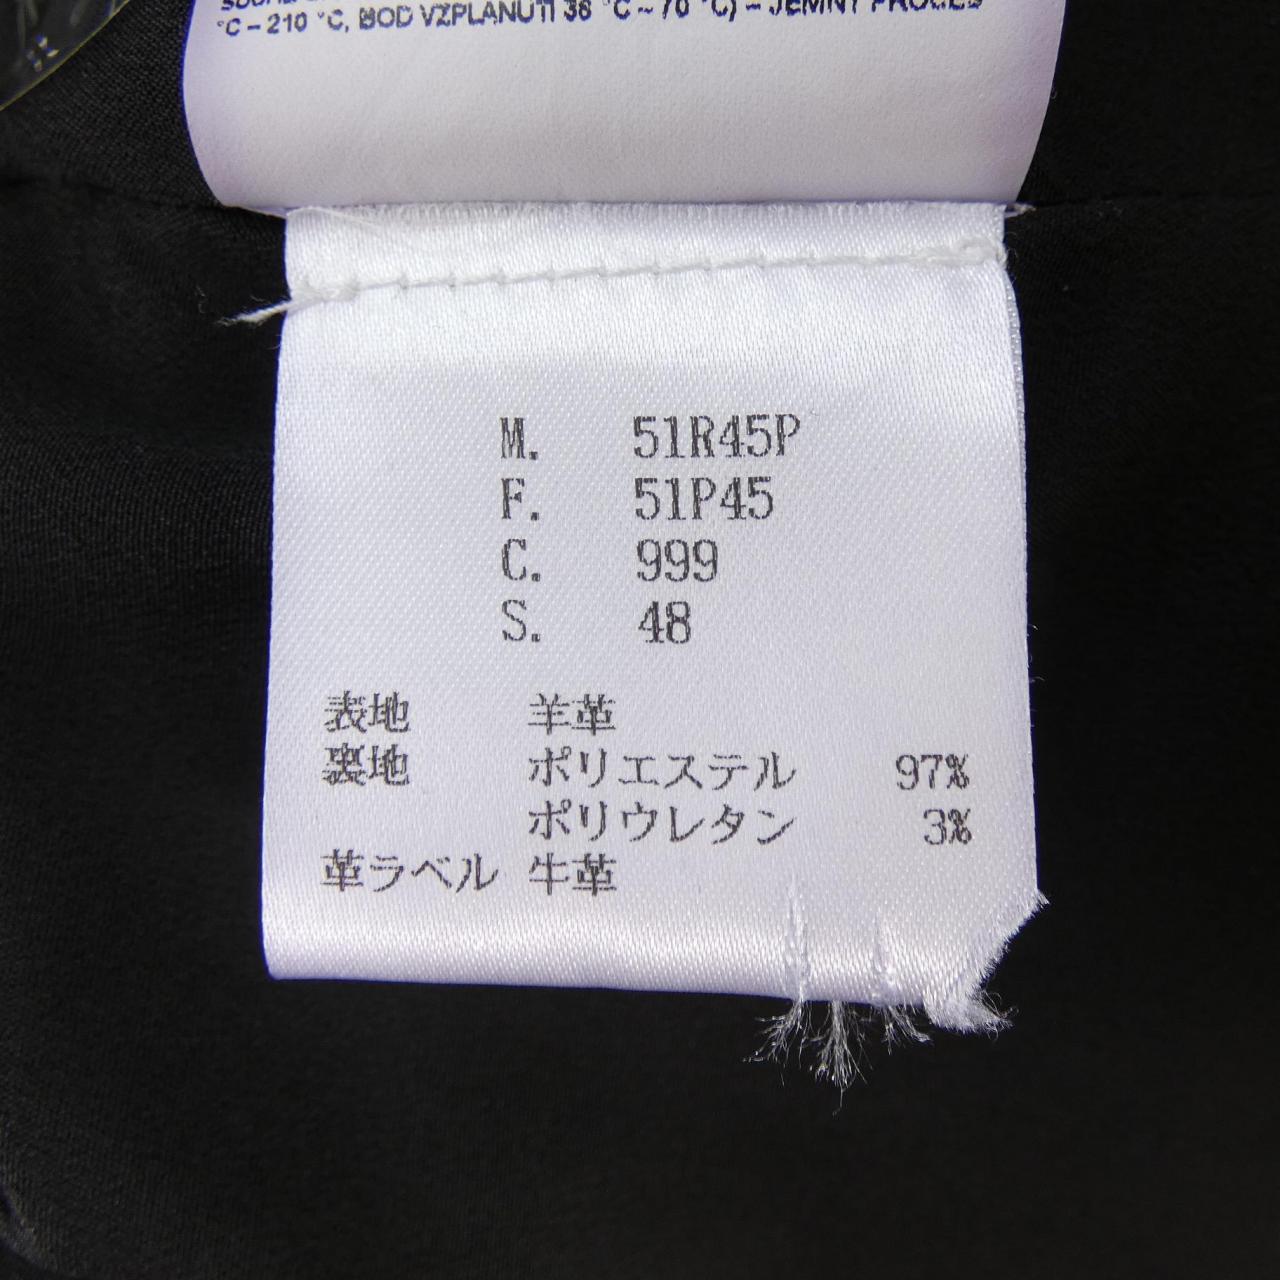 °C – 210 °C, BOD VZPLANUTI 38 °C – 70 °C) – JEMNÝ PROCES
M. 51R45P
F. 51P45
C. 999
S. 48
表地 羊革
裏地 ポリエステル 97%
ポリウレタン 3%
革ラベル 牛革